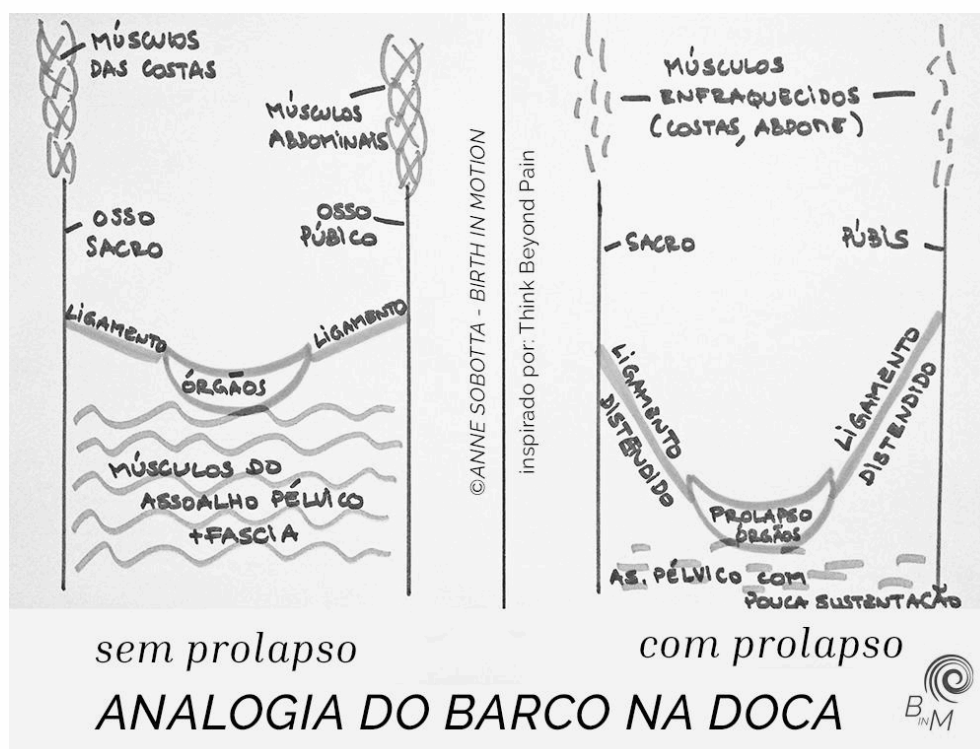 MÚSCULOS
DAS COSTAS
MÚSCULOS
ABDOMINAIS
OSSO
SACRO
OSSO
PÚBICO
LIGAMENTO
LIGAMENTO
ÓRGÃOS
MÚSCULOS DO
ASSOALHO PÉLVICO
+FASCIA
©ANNE SOBOTTA - BIRTH IN MOTION
inspirado por: Think Beyond Pain
MÚSCULOS
ENFRAQUECIDOS
(COSTAS, ABDOME)
SACRO
PÚBIS
LIGAMENTO
DISTENDIDO
LIGAMENTO
DISTENDIDO
PROLAPSO
ÓRGÃOS
AS. PÉLVICO COM
POUCA SUSTENTAÇÃO
sem prolapso
com prolapso
ANALOGIA DO BARCO NA DOCA
B IN M